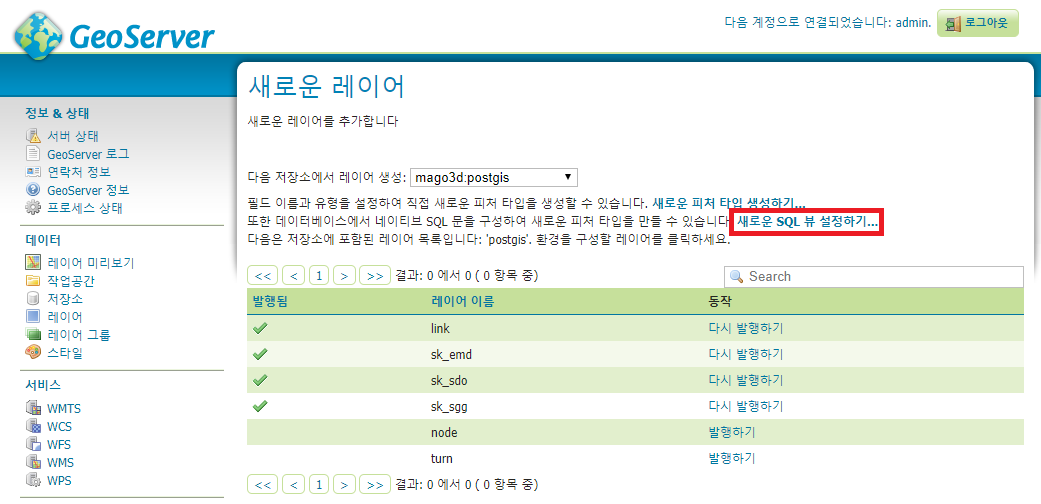 GeoServer
다음 계정으로 연결되었습니다: admin. 로그아웃
정보 & 상태
서버 상태
GeoServer 로그
연락처 정보
GeoServer 정보
프로세스 상태
데이터
레이어 미리보기
작업공간
저장소
레이어
레이어 그룹
스타일
서비스
WMTS
WCS
WFS
WMS
WPS
새로운 레이어
새로운 레이어를 추가합니다
다음 저장소에서 레이어 생성: mago3d:postgis
필드 이름과 유형을 설정하여 직접 새로운 피처 타입을 생성할 수 있습니다. 새로운 피처 타입 생성하기...
또한 데이터베이스에서 네이티브 SQL 문을 구성하여 새로운 피처 타입을 만들 수 있습니다. 새로운 SQL 뷰 설정하기...
다음은 저장소에 포함된 레이어 목록입니다: 'postgis'. 환경을 구성할 레이어를 클릭하세요.
<< < 1 > >> 결과: 0 에서 0 ( 0 항목 중) Search
발행됨 레이어 이름 동작
link 다시 발행하기
sk_emd 다시 발행하기
sk_sdo 다시 발행하기
sk_sgg 다시 발행하기
node 발행하기
turn 발행하기
<< < 1 > >> 결과: 0 에서 0 ( 0 항목 중)